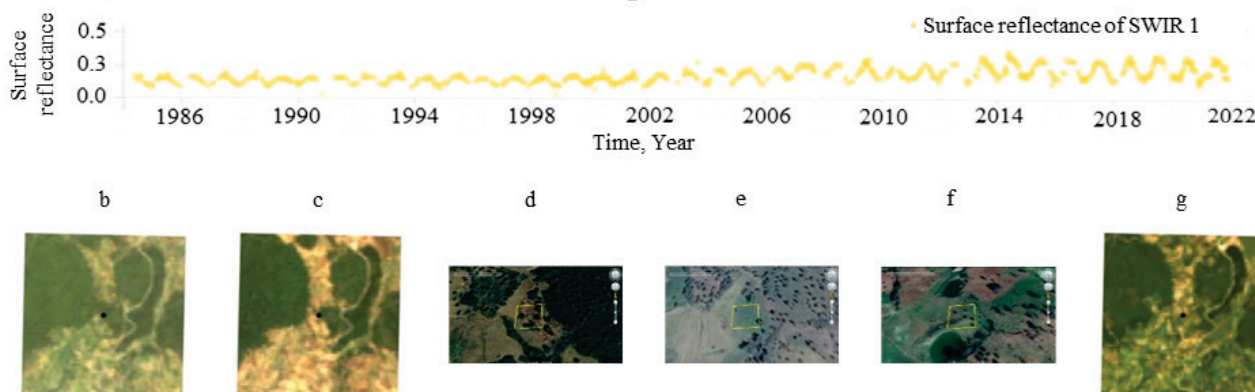 0.5
Surface reflectance of SWIR 1
Surface
reflectance
0.3
0.0
1986 1990 1994 1998 2002 2006 2010 2014 2018 2022
Time, Year
b c d e f g